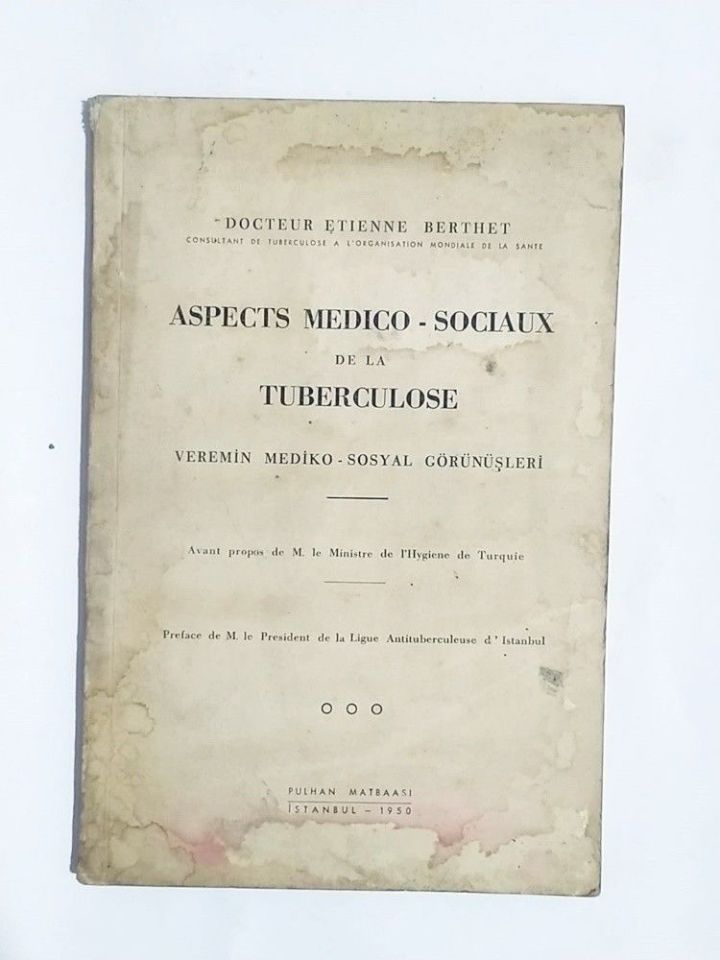 DOCTEUR ETIENNE BERTHET
CONSULTANT DE TUBERCULOSE A L'ORGANISATION MONDIALE DE LA SANTE
ASPECTS MEDICO - SOCIAUX
DE LA
TUBERCULOSE
VEREMİN MEDİKO - SOSYAL GÖRÜNÜŞLERİ
Avant propos de M. le Ministre de l'Hygiene de Turquie
Preface de M. le President de la Ligue Antituberculeuse d' Istanbul
PULHAN MATBAASI
İSTANBUL – 1950